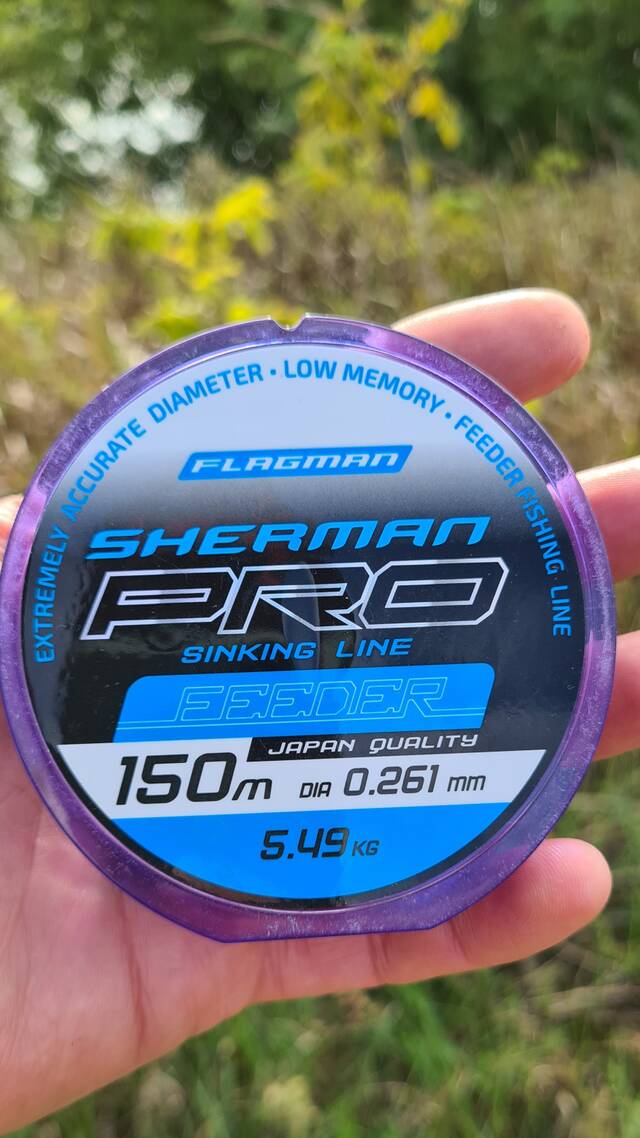 EXTREMELY ACCURATE DIAMETER · LOW MEMORY · FEEDER FISHING LINE
FLAGMAN
SHERMAN
PRO
SINKING LINE
FEEDER
JAPAN QUALITY
150m DIA 0.261 mm
5.49 KG